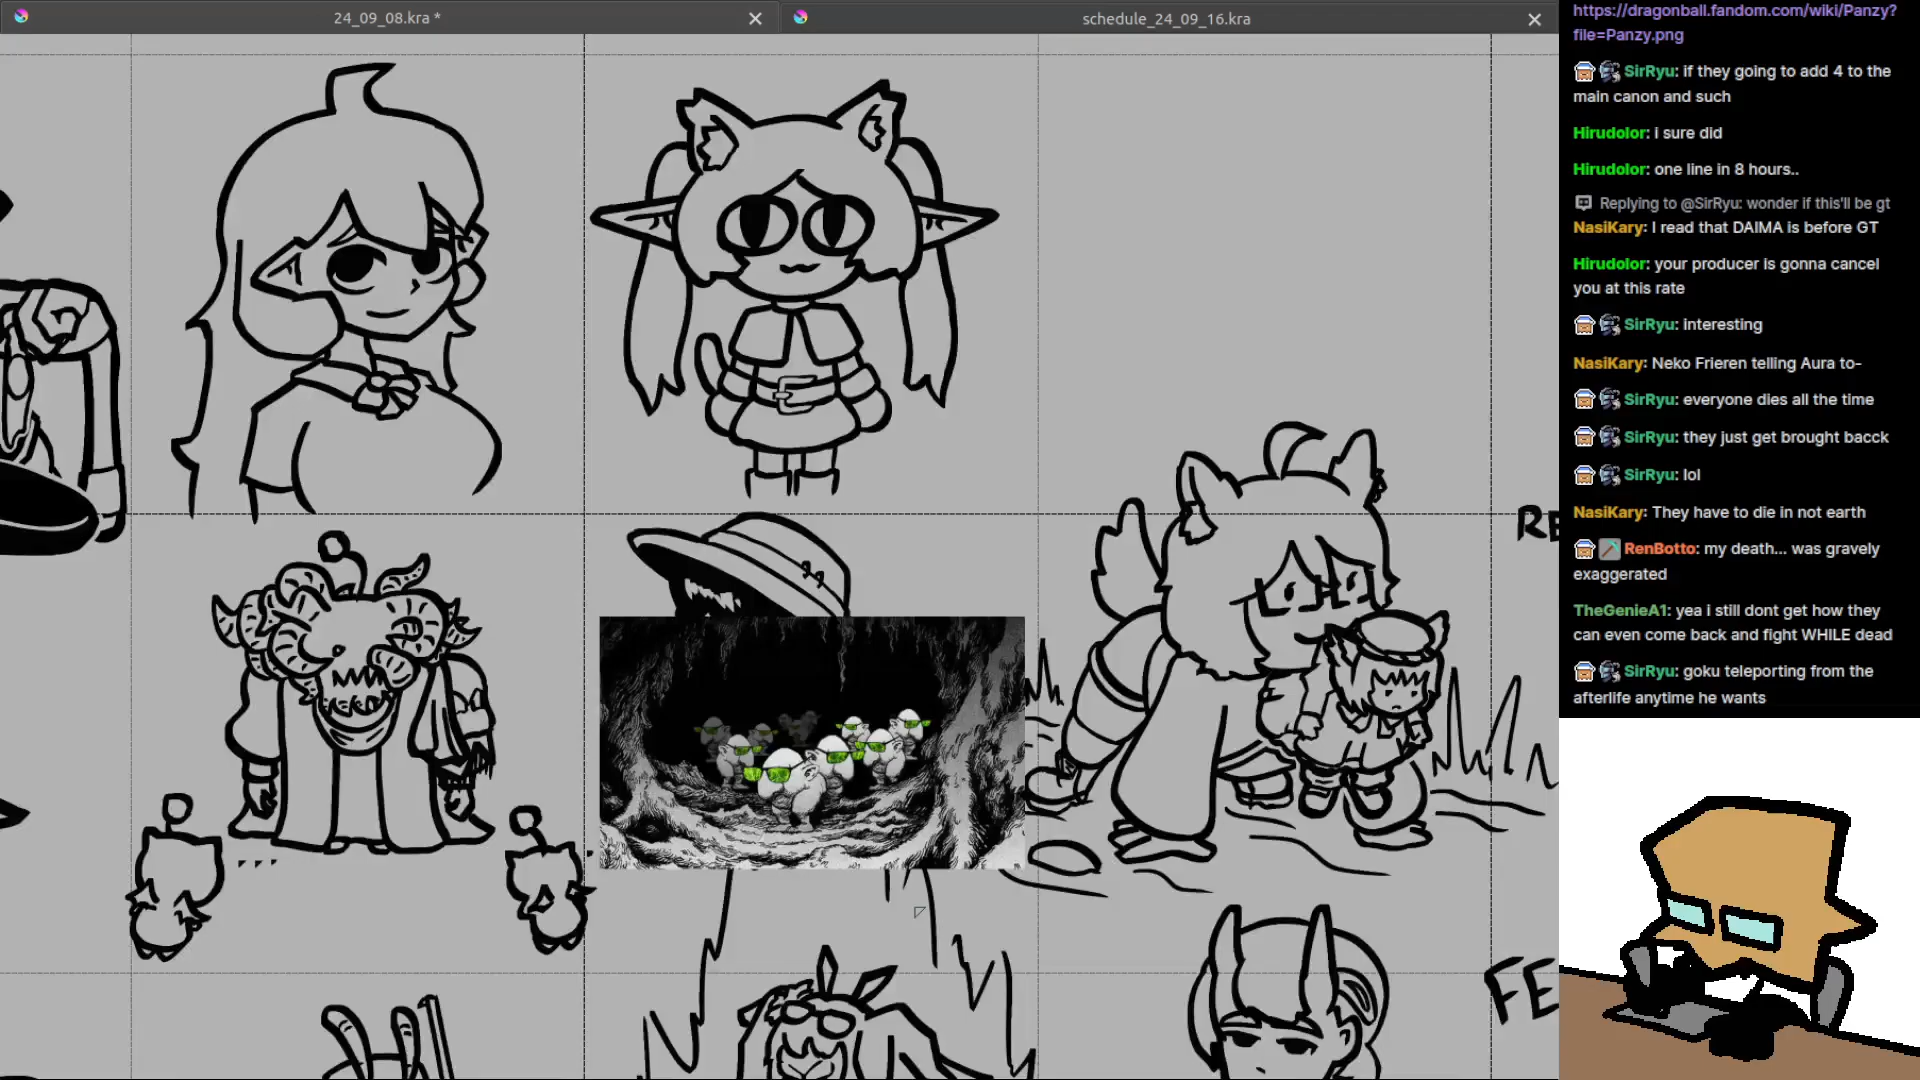 24_09_08.kra *
schedule_24_09_16.kra
RE
FE
https://dragonball.fandom.com/wiki/Panzy?
file=Panzy.png
SirRyu: if they going to add 4 to the
main canon and such
Hirudolor: i sure did
Hirudolor: one line in 8 hours..
Replying to @SirRyu: wonder if this'll be gt
NasiKary: I read that DAIMA is before GT
Hirudolor: your producer is gonna cancel
you at this rate
SirRyu: interesting
NasiKary: Neko Frieren telling Aura to-
SirRyu: everyone dies all the time
SirRyu: they just get brought bacck
SirRyu: lol
NasiKary: They have to die in not earth
RenBotto: my death... was gravely
exaggerated
TheGenieA1: yea i still dont get how they
can even come back and fight WHILE dead
SirRyu: goku teleporting from the
afterlife anytime he wants